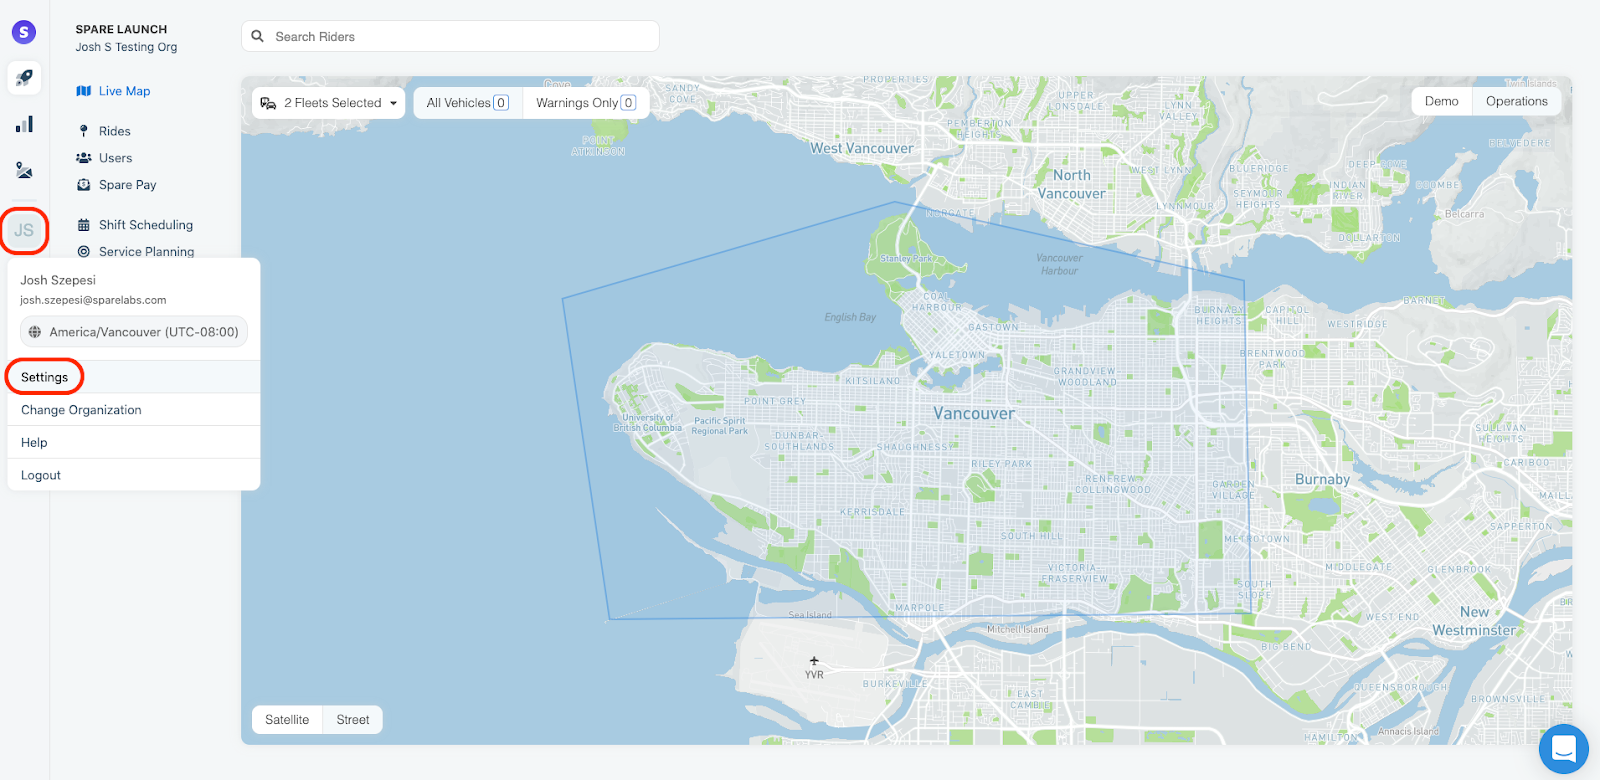 S
SPARE LAUNCH
Josh S Testing Org
Search Riders
Live Map
Rides
Users
Spare Pay
Shift Scheduling
Service Planning
JS
Josh Szepesi
josh.szepesi@sparelabs.com
America/Vancouver (UTC-08:00)
Settings
Change Organization
Help
Logout
2 Fleets Selected
All Vehicles 0
Warnings Only 0
Demo
Operations
PROPERTIES
SANDY
COVE
UPPER
LONSDALE
LYNN
VALLEY
Twin Islands
POINT
ATKINSON
PEMBERTON
HEIGHTS
BELVEDERE
West Vancouver
WEST LYNN
BLUERIDGE
DEEP COVE
North
Vancouver
SEYMOUR
HEIGHTS
INDIAN
RIVER
COOMBE
LYNNMOUR
NORGATE
Belcarra
DOLLARTON
Stanley Park
Vancouver
Harbour
COAL
HARBOUR
English Bay
GASTOWN
BURNABY
HEIGHTS
CAPITOL
HILL
BARNET
WESTRIDGE
YALETOWN
BRENTWOOD
PARK
KITSILANO
GRANDVIEW
WOODLAND
POINT GREY
University of
British Columbia
Pacific Spirit
Regional Park
Vancouver
DUNBAR-
SOUTHLANDS
SHAUGHNESSY
SULLIVAN
HEIGHTS
RILEY PARK
RENFREW
COLLINGWOOD
GARDEN
VILLAGE
Burnaby
CARIBOO
MAILL
KERRISDALE
SAPPERTON
SOUTH HILL
METROTOWN
VICTORIA-
FRASERVIEW
MIDDLEGATE
GLENBROOK
SOUTH
SLOPE
MARPOLE
Sea Island
Mitchell Island
WEST END
New
Westminster
BIG BEND
YVR
BURKEVILLE
EAST
CAMBIE
QUEENSBOROUGH
BROWNSVILLE
HAMILTON
Annacis Island
Satellite
Street